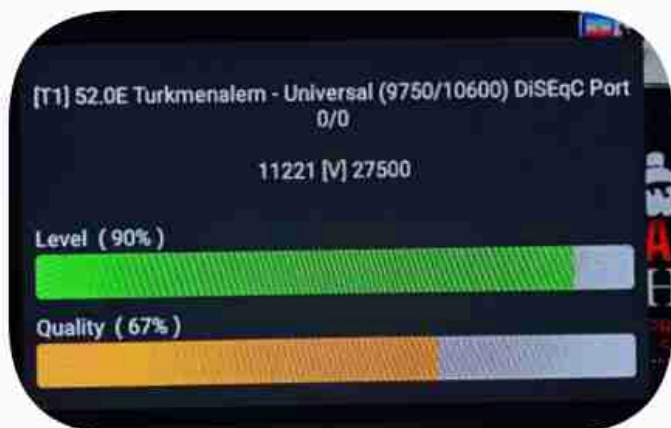 [T1] 52.0E Turkmenalem - Universal (9750/10600) DiSEqC Port
0/0
11221 [V] 27500
Level ( 90% )
Quality ( 67% )